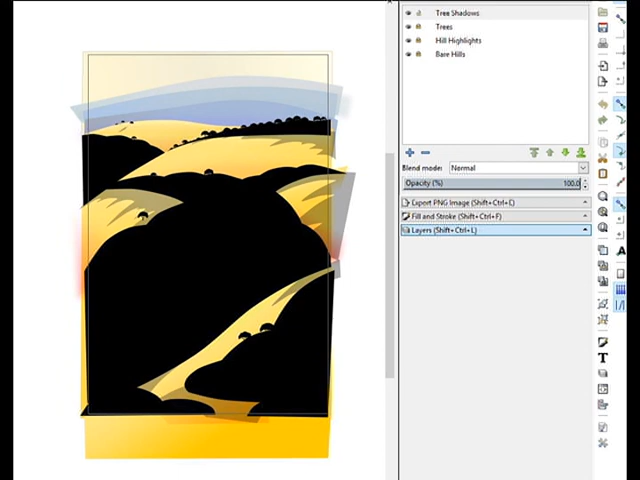 Tree Shadows
Trees
Hill Highlights
Bare Hills
Blend mode: Normal
Opacity (%) 100.0
Export PNG Image (Shift+Ctrl+E)
Fill and Stroke (Shift+Ctrl+F)
Layers (Shift+Ctrl+L)